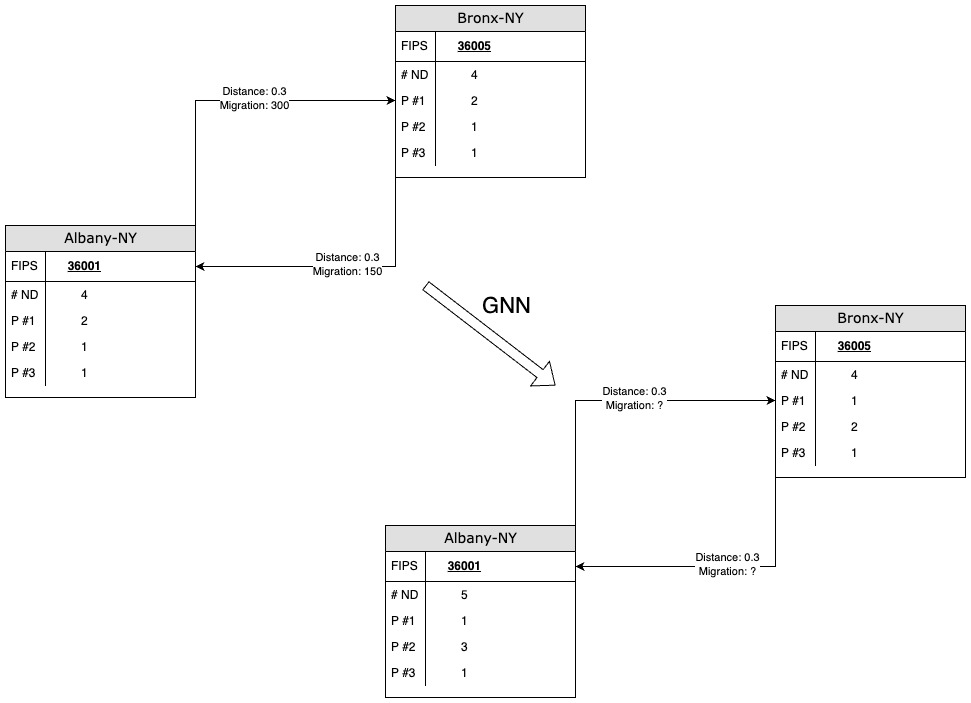 Bronx-NY
FIPS 36005
# ND 4
P #1 2
P #2 1
P #3 1
Distance: 0.3
Migration: 300
Albany-NY
FIPS 36001
# ND 4
P #1 2
P #2 1
P #3 1
Distance: 0.3
Migration: 150
GNN
Bronx-NY
FIPS 36005
# ND 4
P #1 1
P #2 2
P #3 1
Distance: 0.3
Migration: ?
Albany-NY
FIPS 36001
# ND 5
P #1 1
P #2 3
P #3 1
Distance: 0.3
Migration: ?